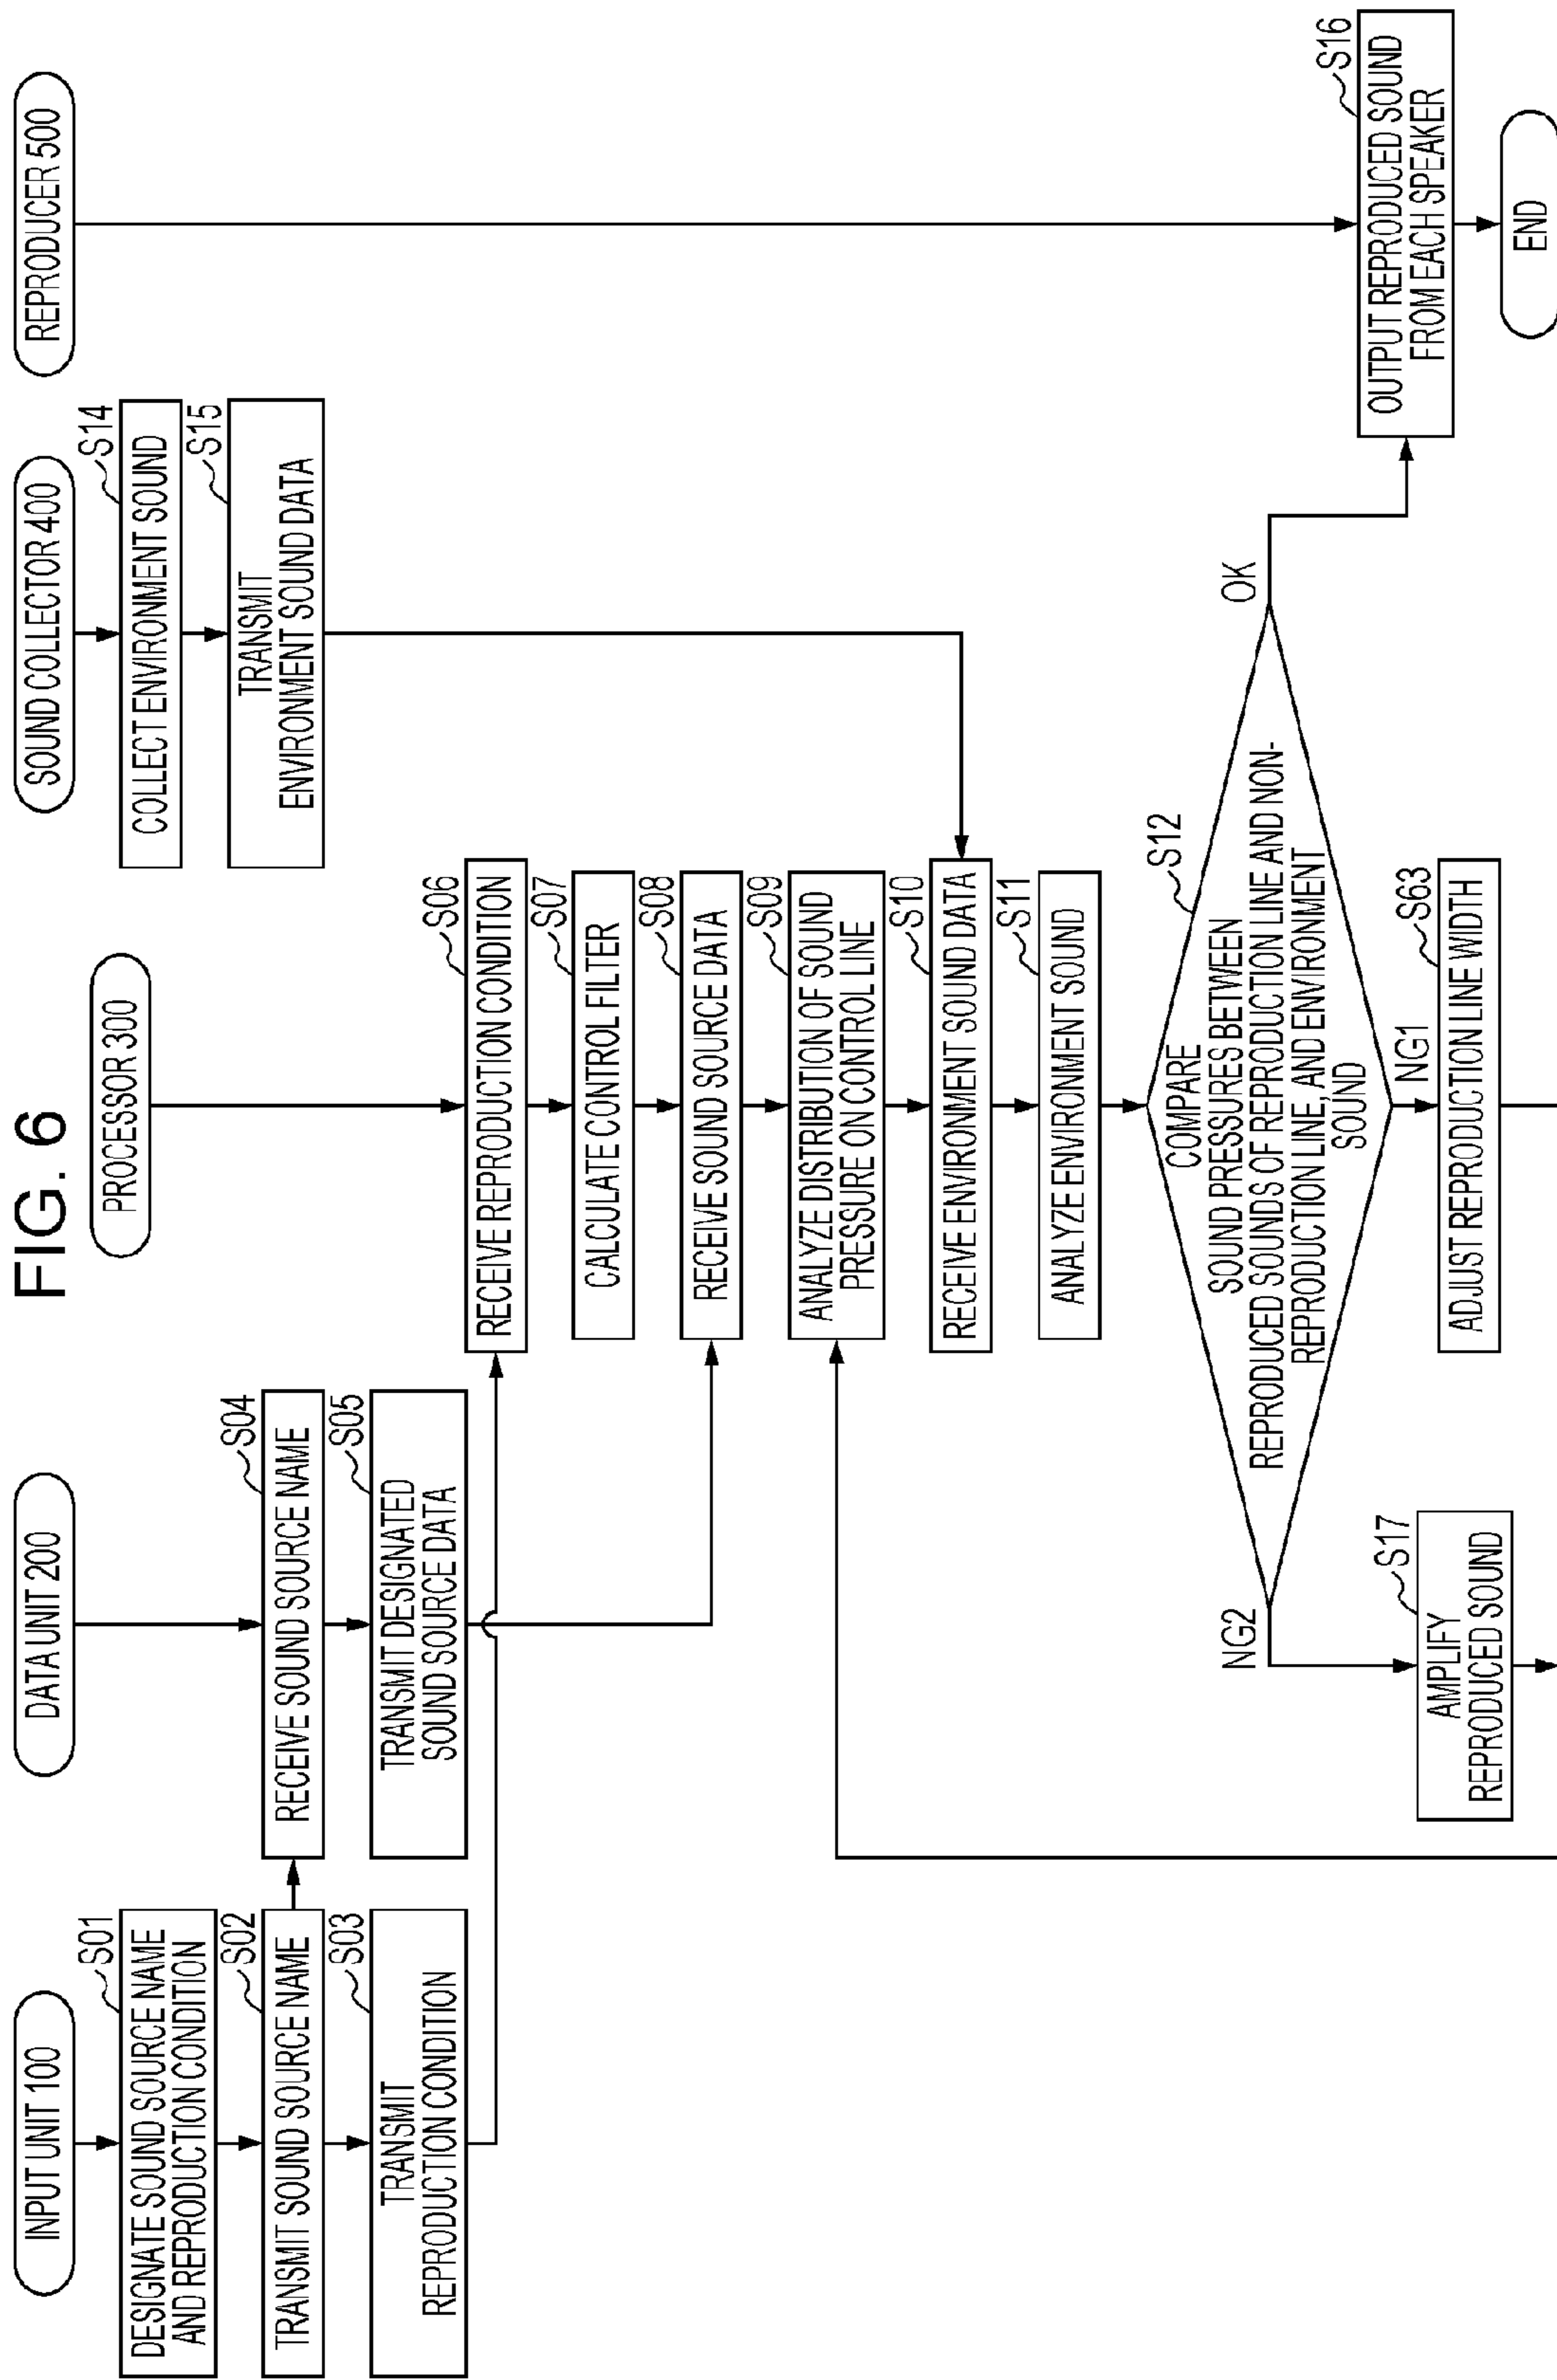 FIG. 6
INPUT UNIT 100
S01
DESIGNATE SOUND SOURCE NAME
AND REPRODUCTION CONDITION
S02
TRANSMIT SOUND SOURCE NAME
S03
TRANSMIT
REPRODUCTION CONDITION
DATA UNIT 200
S04
RECEIVE SOUND SOURCE NAME
S05
TRANSMIT DESIGNATED
SOUND SOURCE DATA
PROCESSOR 300
S06
RECEIVE REPRODUCTION CONDITION
S07
CALCULATE CONTROL FILTER
S08
RECEIVE SOUND SOURCE DATA
S09
ANALYZE DISTRIBUTION OF SOUND
PRESSURE ON CONTROL LINE
S10
RECEIVE ENVIRONMENT SOUND DATA
S11
ANALYZE ENVIRONMENT SOUND
S12
COMPARE
SOUND PRESSURES BETWEEN
REPRODUCED SOUNDS OF REPRODUCTION LINE AND NON-
REPRODUCTION LINE, AND ENVIRONMENT
SOUND
NG2
S17
AMPLIFY
REPRODUCED SOUND
NG1
S63
ADJUST REPRODUCTION LINE WIDTH
OK
SOUND COLLECTOR 400
S14
COLLECT ENVIRONMENT SOUND
S15
TRANSMIT
ENVIRONMENT SOUND DATA
REPRODUCER 500
S16
OUTPUT REPRODUCED SOUND
FROM EACH SPEAKER
END